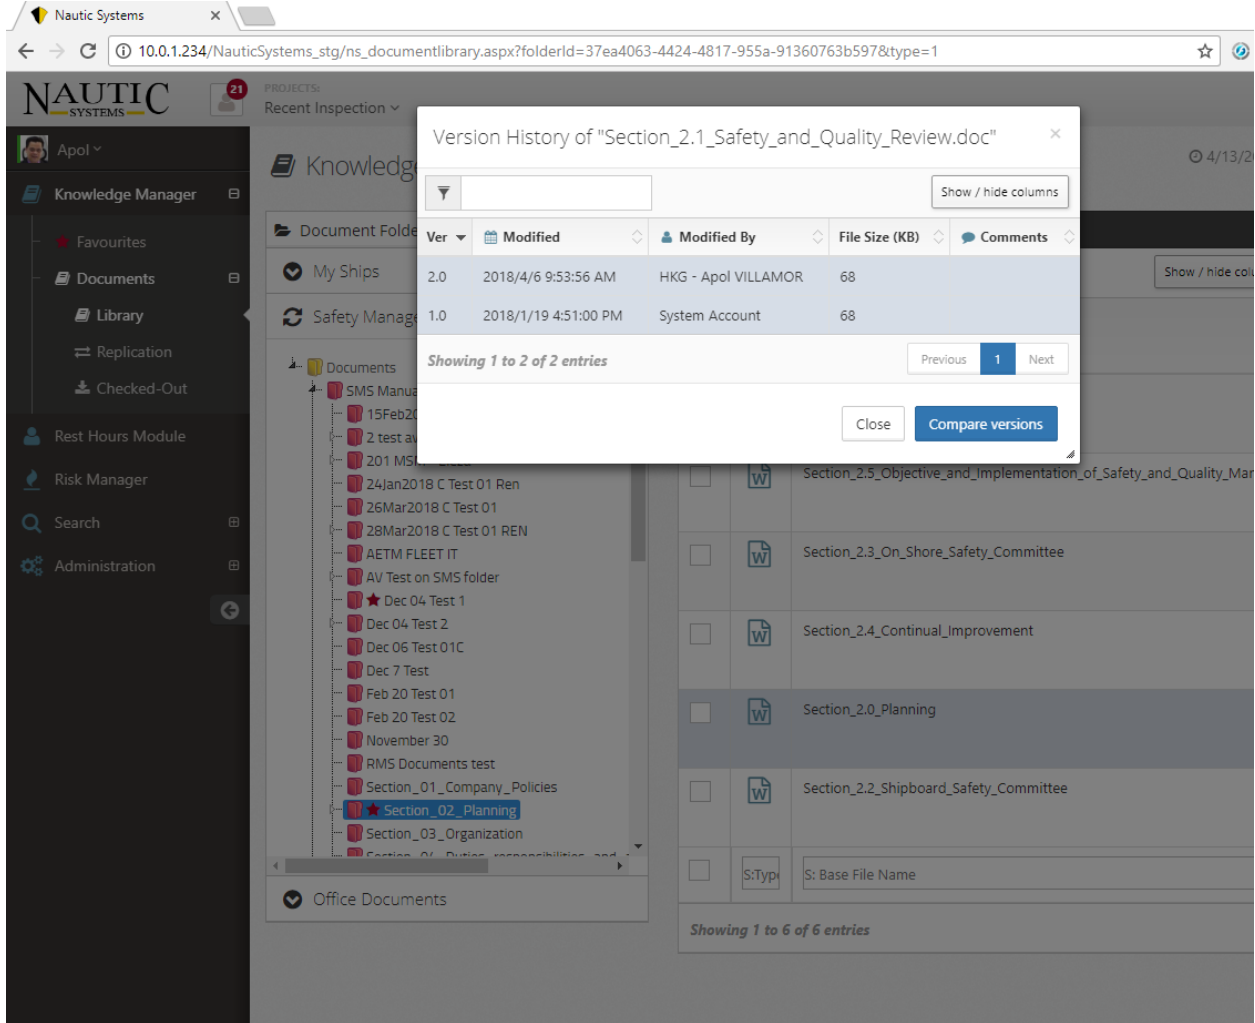 Nautic Systems
10.0.1.234/NauticSystems_stg/ns_documentlibrary.aspx?folderId=37ea4063-4424-4817-955a-91360763b597&type=1
NAUTIC
SYSTEMS
21
PROJECTS:
Recent Inspection
Apol
Knowledge Manager
Favourites
Documents
Library
Replication
Checked-Out
Rest Hours Module
Risk Manager
Search
Administration
Knowledge
4/13/20
Document Folde
My Ships
Safety Manage
Documents
SMS Manua
15Feb20
2 test av
201 MSM
24Jan2018 C Test 01 Ren
26Mar2018 C Test 01
28Mar2018 C Test 01 REN
AETM FLEET IT
AV Test on SMS folder
Dec 04 Test 1
Dec 04 Test 2
Dec 06 Test 01C
Dec 7 Test
Feb 20 Test 01
Feb 20 Test 02
November 30
RMS Documents test
Section_01_Company_Policies
Section_02_Planning
Section_03_Organization
Office Documents
Version History of "Section_2.1_Safety_and_Quality_Review.doc"
Show / hide columns
Ver Modified Modified By File Size (KB) Comments
2.0 2018/4/6 9:53:56 AM HKG - Apol VILLAMOR 68
1.0 2018/1/19 4:51:00 PM System Account 68
Showing 1 to 2 of 2 entries
Previous 1 Next
Close Compare versions
Show / hide colu
Section_2.5_Objective_and_Implementation_of_Safety_and_Quality_Mar
Section_2.3_On_Shore_Safety_Committee
Section_2.4_Continual_Improvement
Section_2.0_Planning
Section_2.2_Shipboard_Safety_Committee
S:Type S: Base File Name
Showing 1 to 6 of 6 entries